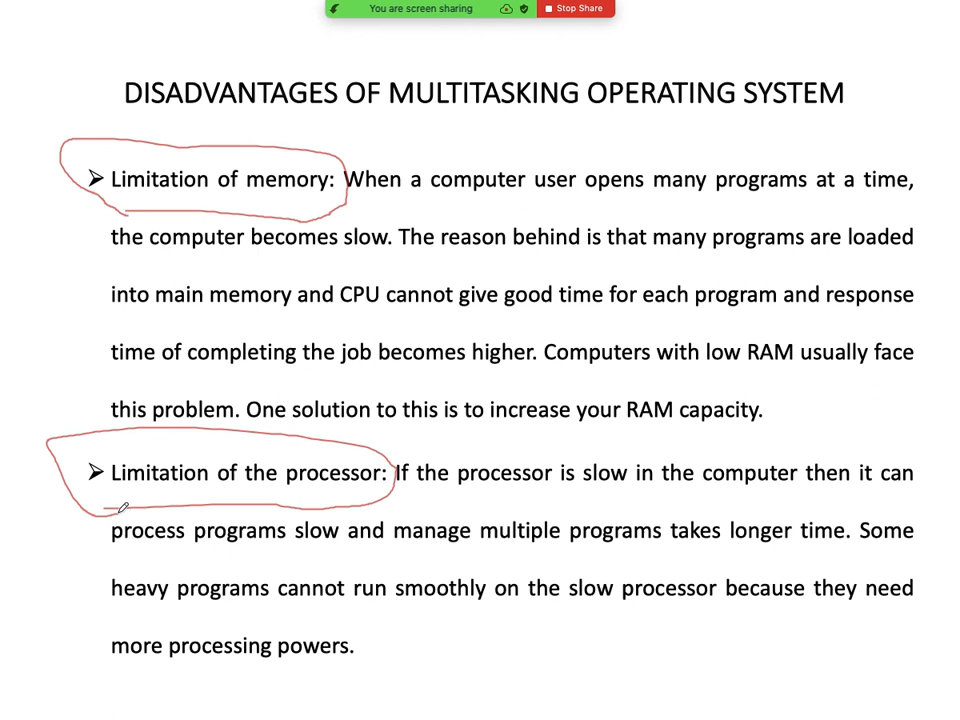 You are screen sharing
Stop Share
DISADVANTAGES OF MULTITASKING OPERATING SYSTEM
➢ Limitation of memory: When a computer user opens many programs at a time,
the computer becomes slow. The reason behind is that many programs are loaded
into main memory and CPU cannot give good time for each program and response
time of completing the job becomes higher. Computers with low RAM usually face
this problem. One solution to this is to increase your RAM capacity.
➢ Limitation of the processor: If the processor is slow in the computer then it can
process programs slow and manage multiple programs takes longer time. Some
heavy programs cannot run smoothly on the slow processor because they need
more processing powers.